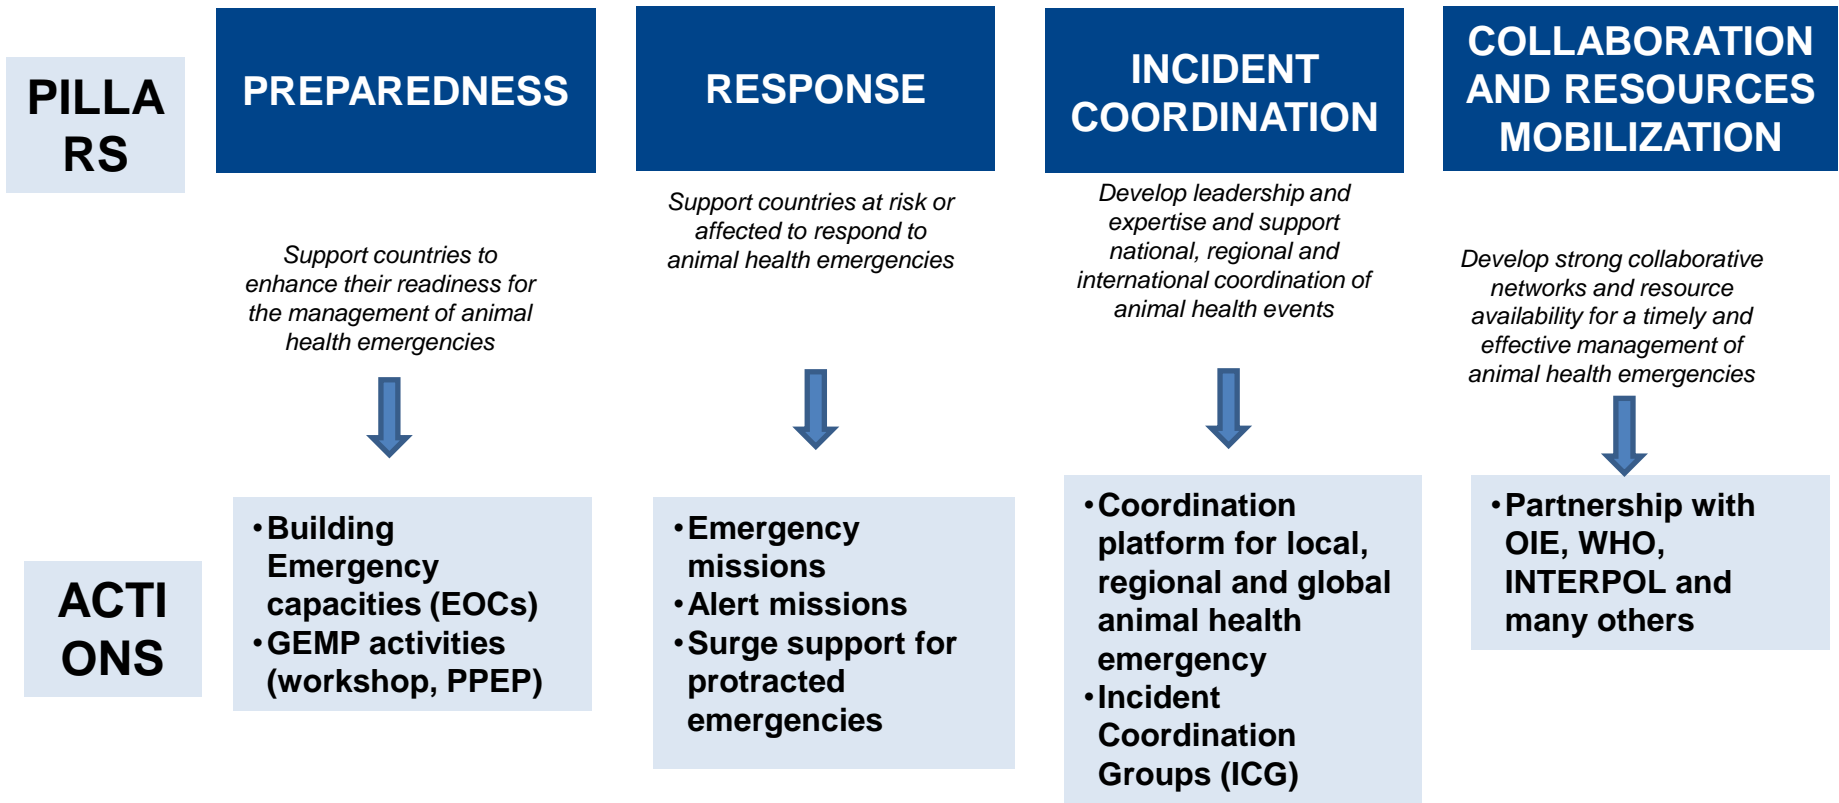 PILLA
RS
PREPAREDNESS
RESPONSE
INCIDENT
COORDINATION
COLLABORATION
AND RESOURCES
MOBILIZATION
Support countries to
enhance their readiness for
the management of animal
health emergencies
Support countries at risk or
affected to respond to
animal health emergencies
Develop leadership and
expertise and support
national, regional and
international coordination of
animal health events
Develop strong collaborative
networks and resource
availability for a timely and
effective management of
animal health emergencies
ACTI
ONS
•Building
Emergency
capacities (EOCs)
•GEMP activities
(workshop, PPEP)
•Emergency
missions
•Alert missions
•Surge support for
protracted
emergencies
•Coordination
platform for local,
regional and global
animal health
emergency
•Incident
Coordination
Groups (ICG)
•Partnership with
OIE, WHO,
INTERPOL and
many others